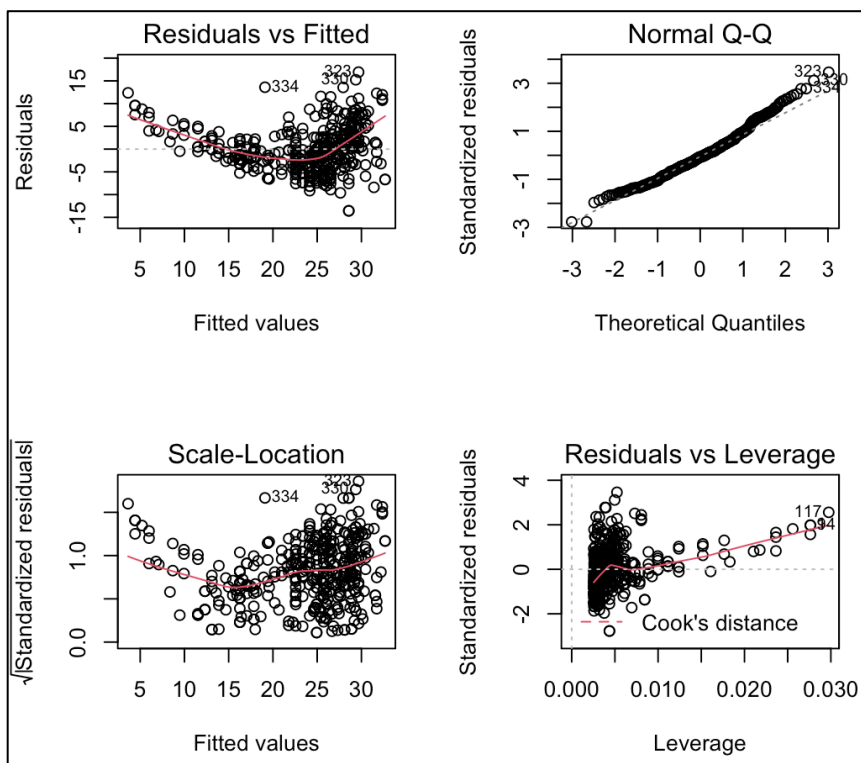 Residuals vs Fitted
Residuals
-15
-5
5
15
323
330
334
5 10 15 20 25 30
Fitted values
Normal Q-Q
Standardized residuals
-3
-1
1
3
323
330
334
-3 -2 -1 0 1 2 3
Theoretical Quantiles
Scale-Location
√|Standardized residuals|
0.0
1.0
323
330
334
5 10 15 20 25 30
Fitted values
Residuals vs Leverage
Standardized residuals
-2
0
2
4
117
94
Cook's distance
0.000 0.010 0.020 0.030
Leverage